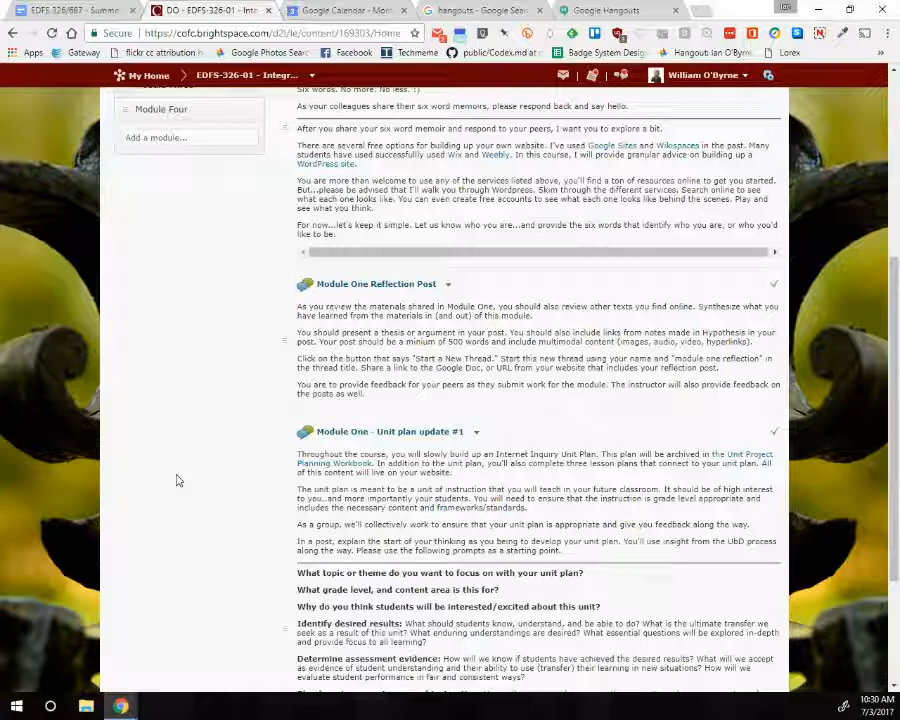 EDFS-326/687 - Summe
DO - EDFS-326-01 - Inte
Google Calendar - Mon
hangouts - Google Sear
Google Hangouts
Secure
https://cofc.brightspace.com/d2l/le/content/169303/Home
Apps
Gateway
flickr cc attribution
Google Photos Sear
Facebook
Techmeme
public/Codex.md at
Badge System Desig
Hangout: Ian O'Byrne
Lorex
My Home
EDFS-326-01 - Integr...
William O'Byrne
Module Four
Add a module...
Six words. No more. No less. :)
As your colleagues share their six word memoirs, please respond back and say hello.
After you share your six word memoir and respond to your peers, I want you to explore a bit.
There are several free options for building up your own website. I've used Google Sites and Wikispaces in the past. Many
students have used successfullly used Wix and Weebly. In this course, I will provide granular advice on building up a
WordPress site.
You are more than welcome to use any of the services listed above, you'll find a ton of resources online to get you started.
But...please be advised that I'll walk you through Wordpress. Skim through the different services. Search online to see
what each one looks like. You can even create free accounts to see what each one looks like behind the scenes. Play and
see what you think.
For now...let's keep it simple. Let us know who you are...and provide the six words that identify who you are, or who you'd
like to be.
Module One Reflection Post
As you review the materials shared in Module One, you should also review other texts you find online. Synthesize what you
have learned from the materials in (and out) of this module.
You should present a thesis or argument in your post. You should also include links from notes made in Hypothesis in your
post. Your post should be a minium of 500 words and include multimodal content (images, audio, video, hyperlinks).
Click on the button that says "Start a New Thread." Start this new thread using your name and "module one reflection" in
the thread title. Share a link to the Google Doc, or URL from your website that includes your reflection post.
You are to provide feedback for your peers as they submit work for the module. The instructor will also provide feedback on
the posts as well.
Module One - Unit plan update #1
Throughout the course, you will slowly build up an Internet Inquiry Unit Plan. This plan will be archived in the Unit Project
Planning Workbook. In addition to the unit plan, you'll also complete three lesson plans that connect to your unit plan. All
of this content will live on your website.
The unit plan is meant to be a unit of instruction that you will teach in your future classroom. It should be of high interest
to you..and more importantly your students. You will need to ensure that the instruction is grade level appropriate and
includes the necessary content and frameworks/standards.
As a group, we'll collectively work to ensure that your unit plan is appropriate and give you feedback along the way.
In a post, explain the start of your thinking as you being to develop your unit plan. You'll use insight from the UbD process
along the way. Please use the following prompts as a starting point.
What topic or theme do you want to focus on with your unit plan?
What grade level, and content area is this for?
Why do you think students will be interested/excited about this unit?
Identify desired results: What should students know, understand, and be able to do? What is the ultimate transfer we
seek as a result of this unit? What enduring understandings are desired? What essential questions will be explored in-depth
and provide focus to all learning?
Determine assessment evidence: How will we know if students have achieved the desired results? What will we accept
as evidence of student understanding and their ability to use (transfer) their learning in new situations? How will we
evaluate student performance in fair and consistent ways?
10:30 AM
7/3/2017